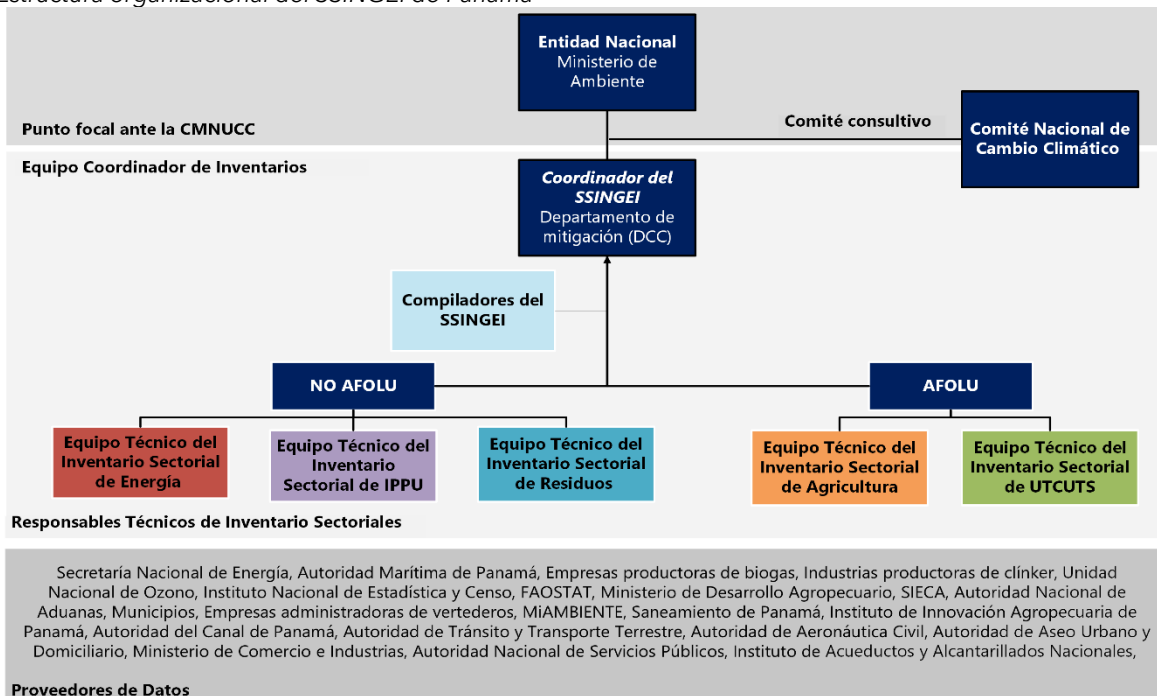 Estructura organizacional del SSINGEI de Panamá
Entidad Nacional
Ministerio de
Ambiente
Punto focal ante la CMNUCC
Comité consultivo
Comité Nacional de
Cambio Climático
Equipo Coordinador de Inventarios
Coordinador del
SSINGEI
Departamento de
mitigación (DCC)
Compiladores del
SSINGEI
NO AFOLU
AFOLU
Equipo Técnico del
Inventario Sectorial
de Energía
Equipo Técnico del
Inventario
Sectorial de IPPU
Equipo Técnico del
Inventario Sectorial
de Residuos
Equipo Técnico del
Inventario Sectorial
de Agricultura
Equipo Técnico del
Inventario Sectorial
de UTCUTS
Responsables Técnicos de Inventario Sectoriales
Secretaría Nacional de Energía, Autoridad Marítima de Panamá, Empresas productoras de biogas, Industrias productoras de clínker, Unidad
Nacional de Ozono, Instituto Nacional de Estadística y Censo, FAOSTAT, Ministerio de Desarrollo Agropecuario, SIECA, Autoridad Nacional de
Aduanas, Municipios, Empresas administradoras de vertederos, MiAMBIENTE, Saneamiento de Panamá, Instituto de Innovación Agropecuaria de
Panamá, Autoridad del Canal de Panamá, Autoridad de Tránsito y Transporte Terrestre, Autoridad de Aeronáutica Civil, Autoridad de Aseo Urbano y
Domiciliario, Ministerio de Comercio e Industrias, Autoridad Nacional de Servicios Públicos, Instituto de Acueductos y Alcantarillados Nacionales,
Proveedores de Datos